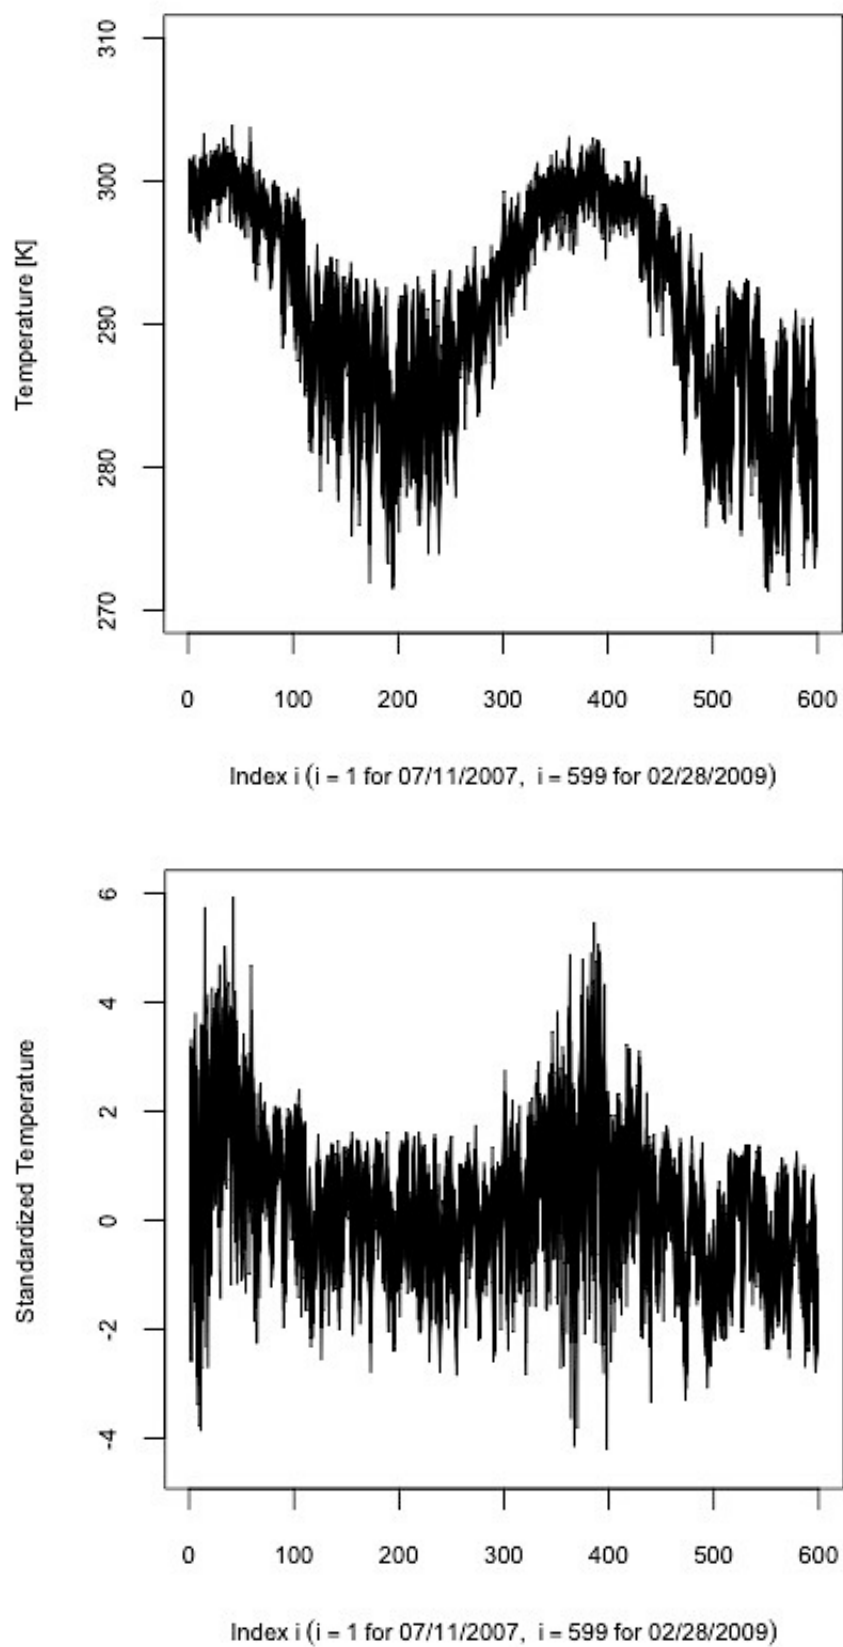 Temperature [K]
310
300
290
280
270
0 100 200 300 400 500 600
Index i (i = 1 for 07/11/2007, i = 599 for 02/28/2009)
Standardized Temperature
6
4
2
0
-2
-4
0 100 200 300 400 500 600
Index i (i = 1 for 07/11/2007, i = 599 for 02/28/2009)